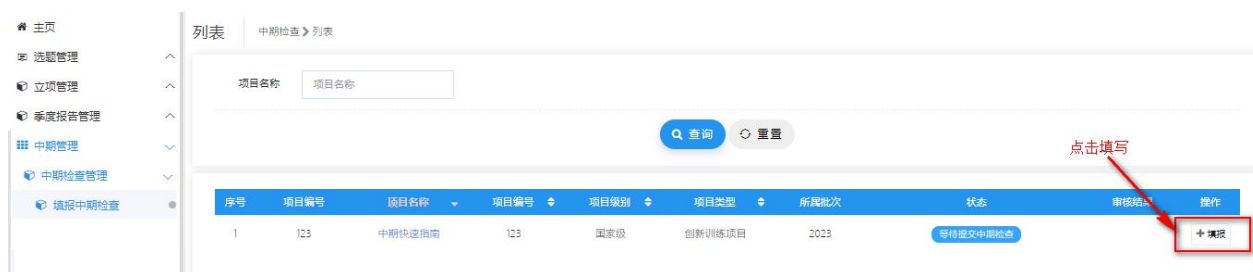 主页
选题管理
立项管理
季度报告管理
中期管理
中期检查管理
填报中期检查
列表 中期检查 > 列表
项目名称 项目名称
查询 重置
点击填写
序号 项目编号 项目名称 项目编号 项目级别 项目类型 所属批次 状态 审核结果 操作
1 123 中期快速指南 123 国家级 创新训练项目 2023 等待提交中期检查 +填报